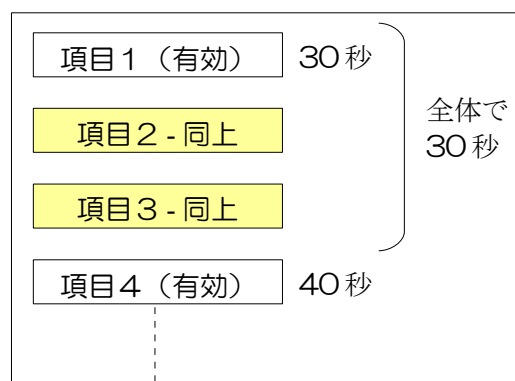 項目１（有効） 30秒
全体で
30秒
項目２-同上
項目３-同上
項目４（有効） 40秒